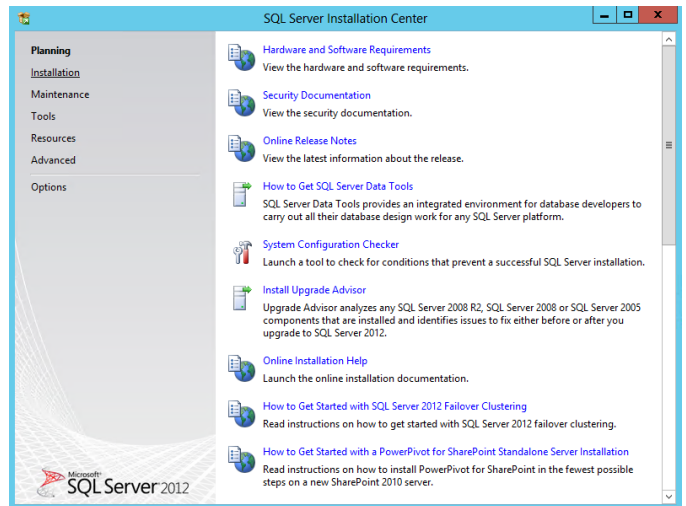 SQL Server Installation Center
Planning
Installation
Maintenance
Tools
Resources
Advanced
Options
Hardware and Software Requirements
View the hardware and software requirements.
Security Documentation
View the security documentation.
Online Release Notes
View the latest information about the release.
How to Get SQL Server Data Tools
SQL Server Data Tools provides an integrated environment for database developers to
carry out all their database design work for any SQL Server platform.
System Configuration Checker
Launch a tool to check for conditions that prevent a successful SQL Server installation.
Install Upgrade Advisor
Upgrade Advisor analyzes any SQL Server 2008 R2, SQL Server 2008 or SQL Server 2005
components that are installed and identifies issues to fix either before or after you
upgrade to SQL Server 2012.
Online Installation Help
Launch the online installation documentation.
How to Get Started with SQL Server 2012 Failover Clustering
Read instructions on how to get started with SQL Server 2012 failover clustering.
How to Get Started with a PowerPivot for SharePoint Standalone Server Installation
Read instructions on how to install PowerPivot for SharePoint in the fewest possible
steps on a new SharePoint 2010 server.
Microsoft
SQL Server 2012